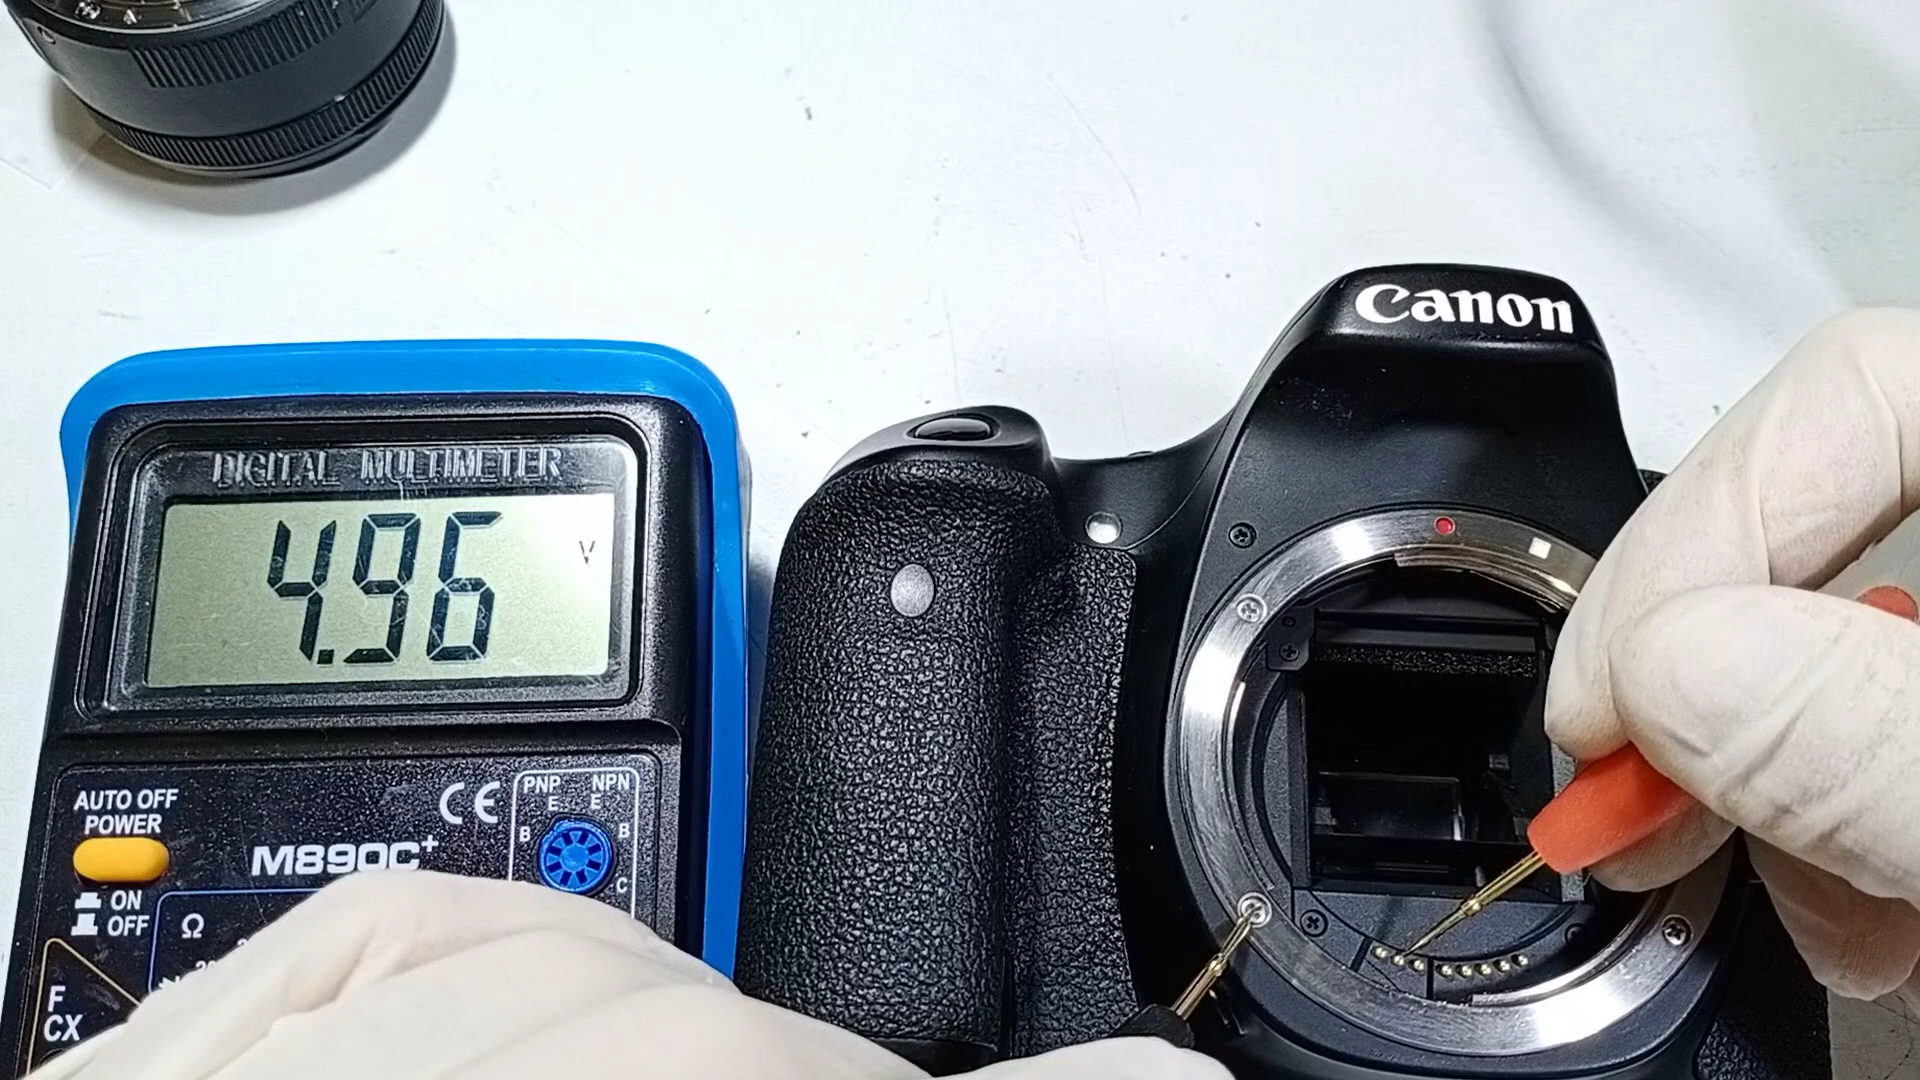 Canon
DIGITAL MULTIMETER
4.96 V
AUTO OFF
POWER
ON
OFF
M890C+
CE
PNP NPN
E E
B B
C
Ω
F
CX